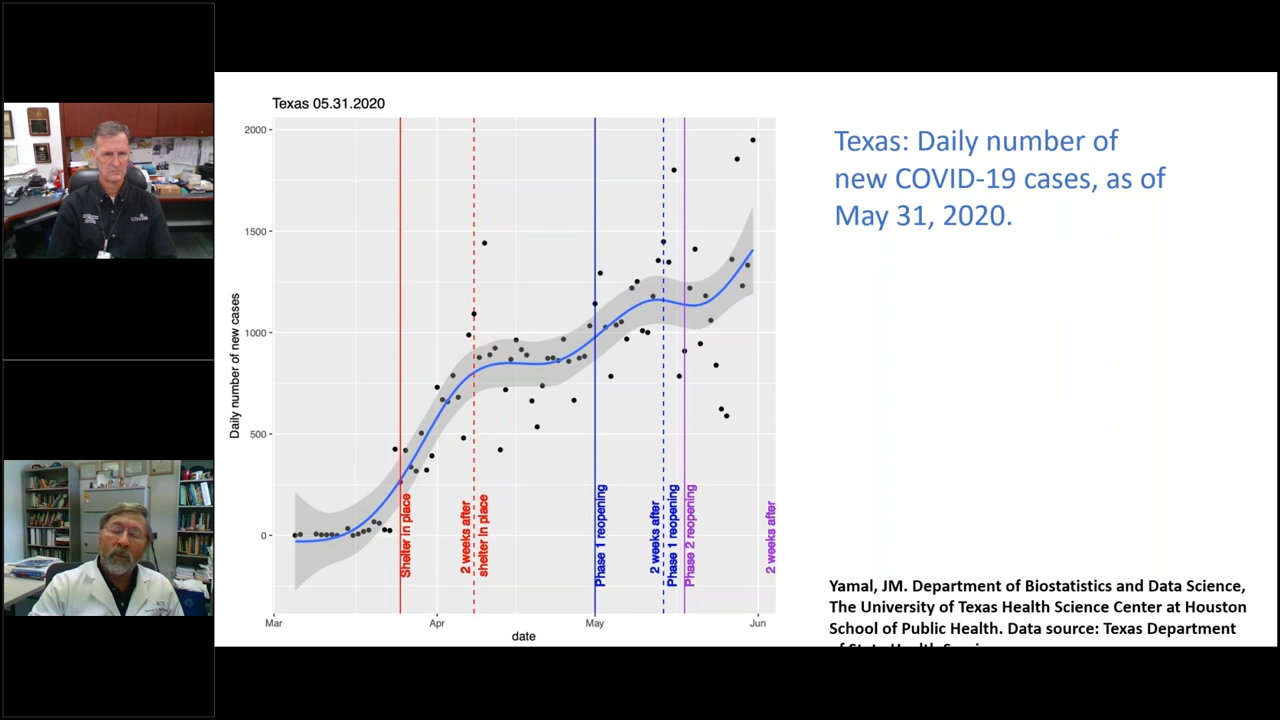 Texas 05.31.2020
Texas: Daily number of
new COVID-19 cases, as of
May 31, 2020.
Daily number of new cases
2000
1500
1000
500
0
Shelter in place
2 weeks after
shelter in place
Phase 1 reopening
2 weeks after
Phase 1 reopening
Phase 2 reopening
2 weeks after
Mar
Apr
May
Jun
date
Yamal, JM. Department of Biostatistics and Data Science,
The University of Texas Health Science Center at Houston
School of Public Health. Data source: Texas Department